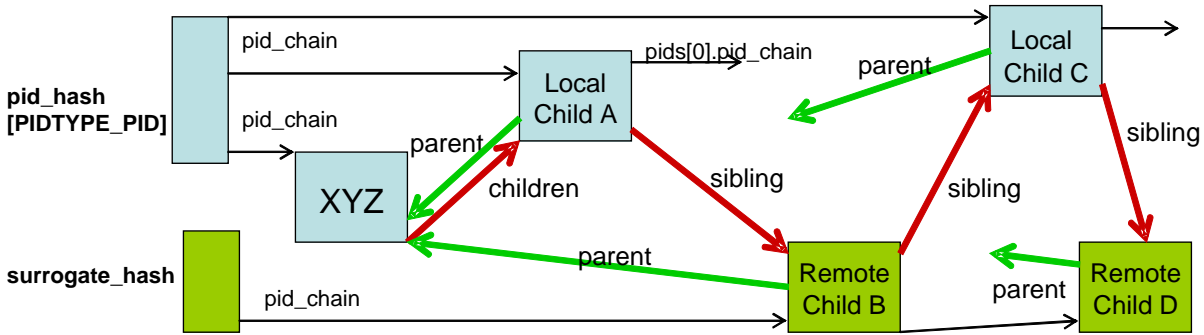 pid_chain
pids[0].pid_chain
Local
Child C
parent
pid_hash
[PIDTYPE_PID]
Local
Child A
pid_chain
parent
sibling
XYZ
children
sibling
sibling
parent
surrogate_hash
pid_chain
Remote
Child B
parent
Remote
Child D